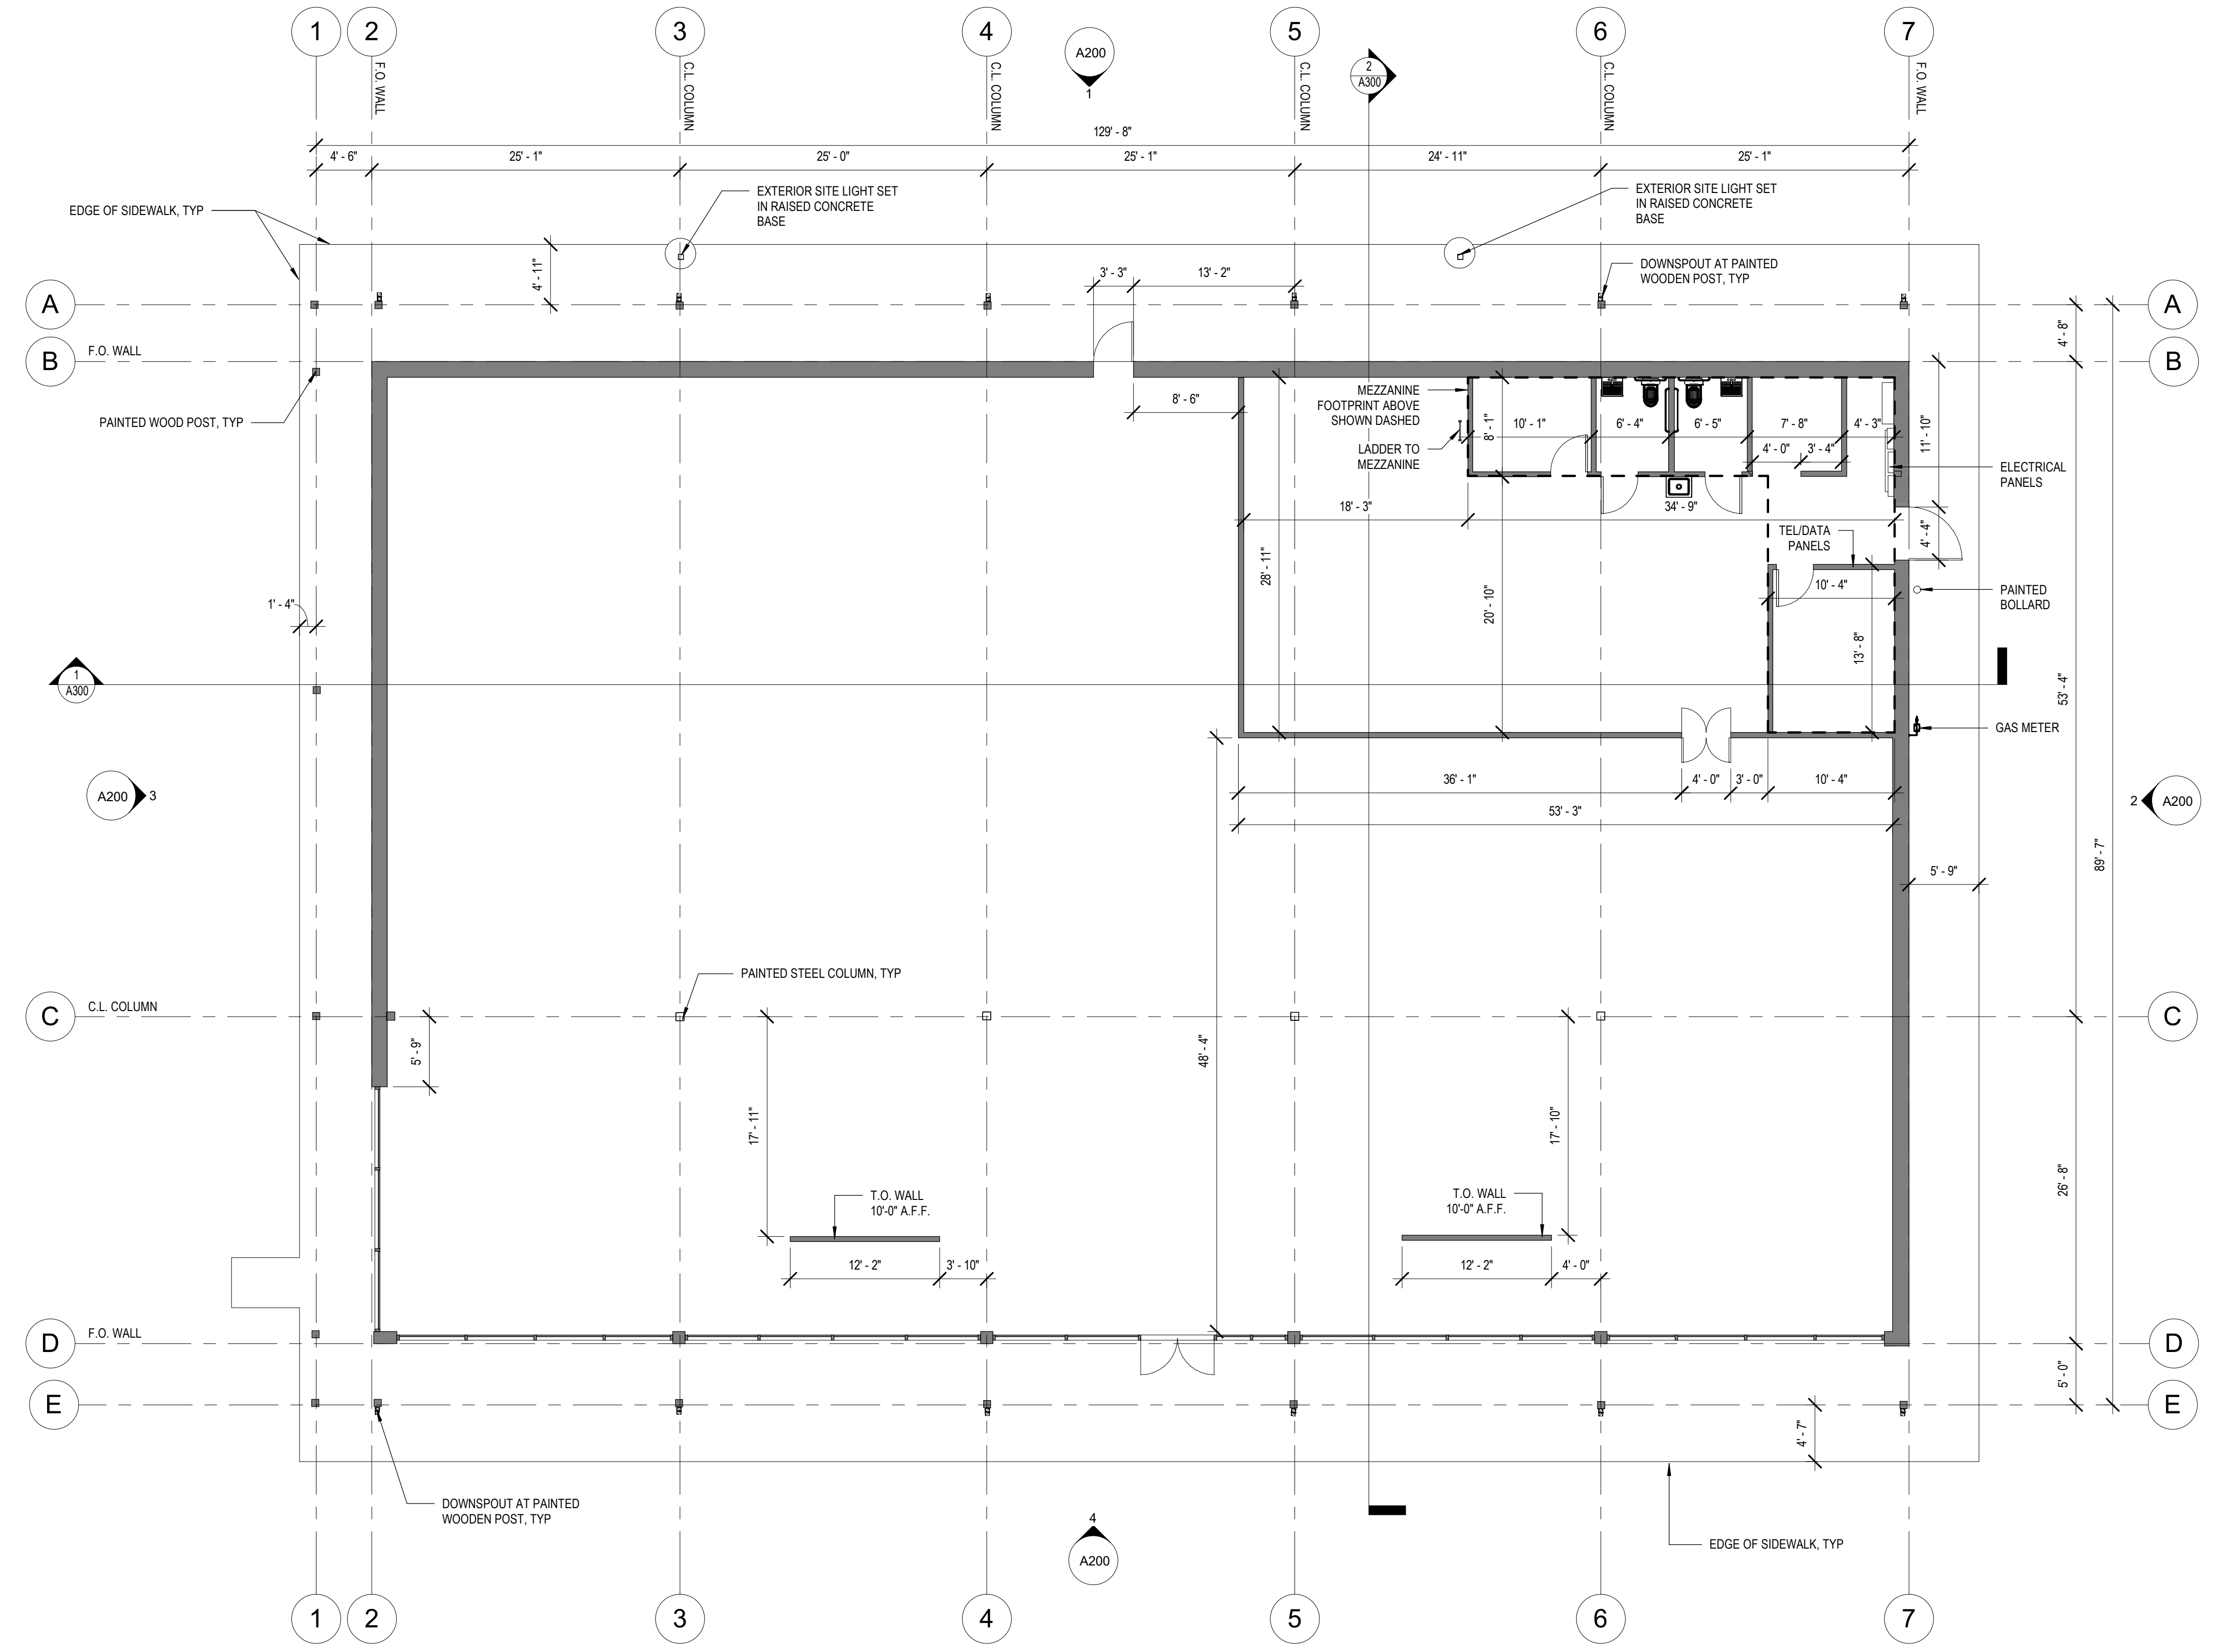 1 2 3 4 5 6 7
F.O. WALL
C.L. COLUMN
C.L. COLUMN
C.L. COLUMN
C.L. COLUMN
F.O. WALL
A200
1
2
A300
129' - 8"
4' - 6" 25' - 1" 25' - 0" 25' - 1" 24' - 11" 25' - 1"
EDGE OF SIDEWALK, TYP
EXTERIOR SITE LIGHT SET
IN RAISED CONCRETE
BASE
EXTERIOR SITE LIGHT SET
IN RAISED CONCRETE
BASE
4' - 11"
3' - 3" 13' - 2"
DOWNSPOUT AT PAINTED
WOODEN POST, TYP
A A
4' - 8"
B F.O. WALL B
PAINTED WOOD POST, TYP
8' - 6"
MEZZANINE
FOOTPRINT ABOVE
SHOWN DASHED
LADDER TO
MEZZANINE
8' - 1"
10' - 1" 6' - 4" 6' - 5" 7' - 8" 4' - 3"
4' - 0" 3' - 4"
11' - 10"
ELECTRICAL
PANELS
18' - 3" 34' - 9"
4' - 4"
TEL/DATA
PANELS
28' - 11"
20' - 10"
10' - 4"
PAINTED
BOLLARD
1' - 4"
13' - 8"
1
A300
53' - 4"
GAS METER
36' - 1" 4' - 0" 3' - 0" 10' - 4"
53' - 3"
A200 3
2 A200
89' - 7"
5' - 9"
PAINTED STEEL COLUMN, TYP
C C.L. COLUMN C
5' - 9"
48' - 4"
17' - 11"
17' - 10"
26' - 8"
T.O. WALL
10'-0" A.F.F.
T.O. WALL
10'-0" A.F.F.
12' - 2" 3' - 10" 12' - 2" 4' - 0"
D F.O. WALL D
5' - 0"
E E
4' - 7"
DOWNSPOUT AT PAINTED
WOODEN POST, TYP
4
A200
EDGE OF SIDEWALK, TYP
1 2 3 4 5 6 7